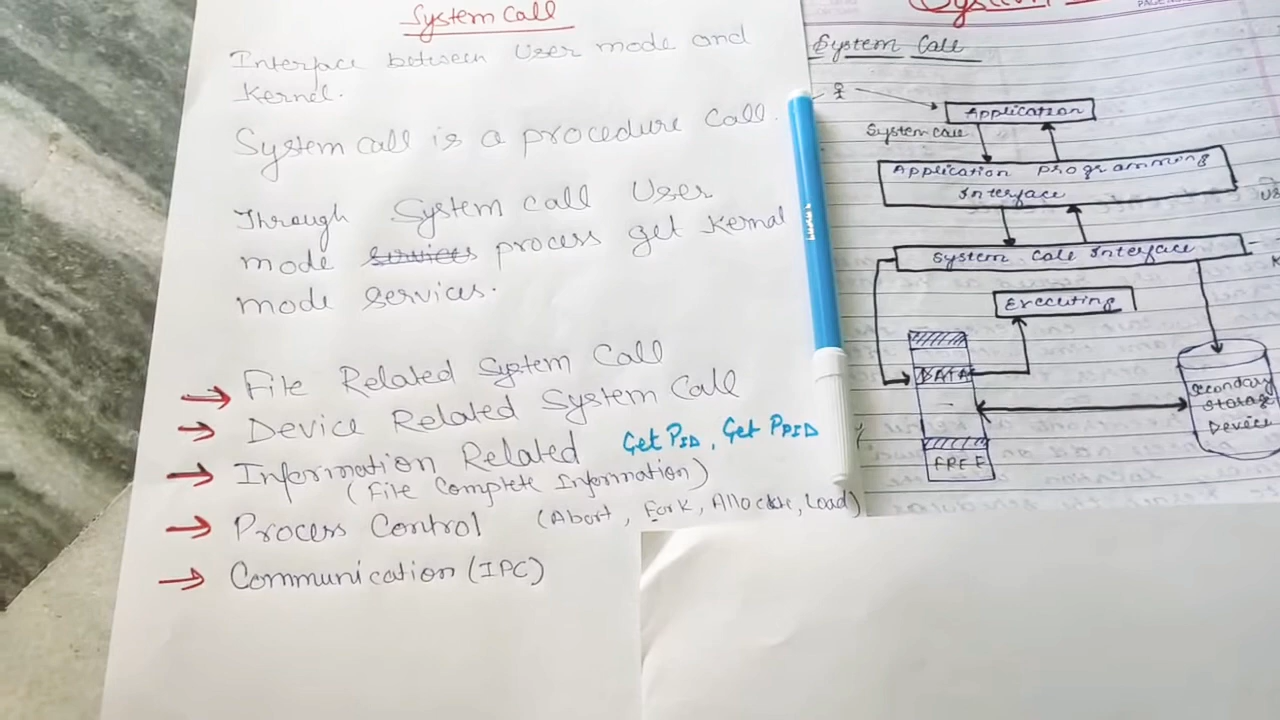 System Call
Interface between User mode and
Kernel.
System call is a procedure call.
Through System call User
mode services process get Kernal
mode services.
File Related System Call
Device Related System Call
Information Related Get PID, Get PPID
(File Complete Information)
Process Control (Abort, Fork, Allocate, Load)
Communication (IPC)
System
System Call
Application
System call
Application programming
Interface
System Call Interface
Executing
DATA
FREE
Secondary
Storage
Device